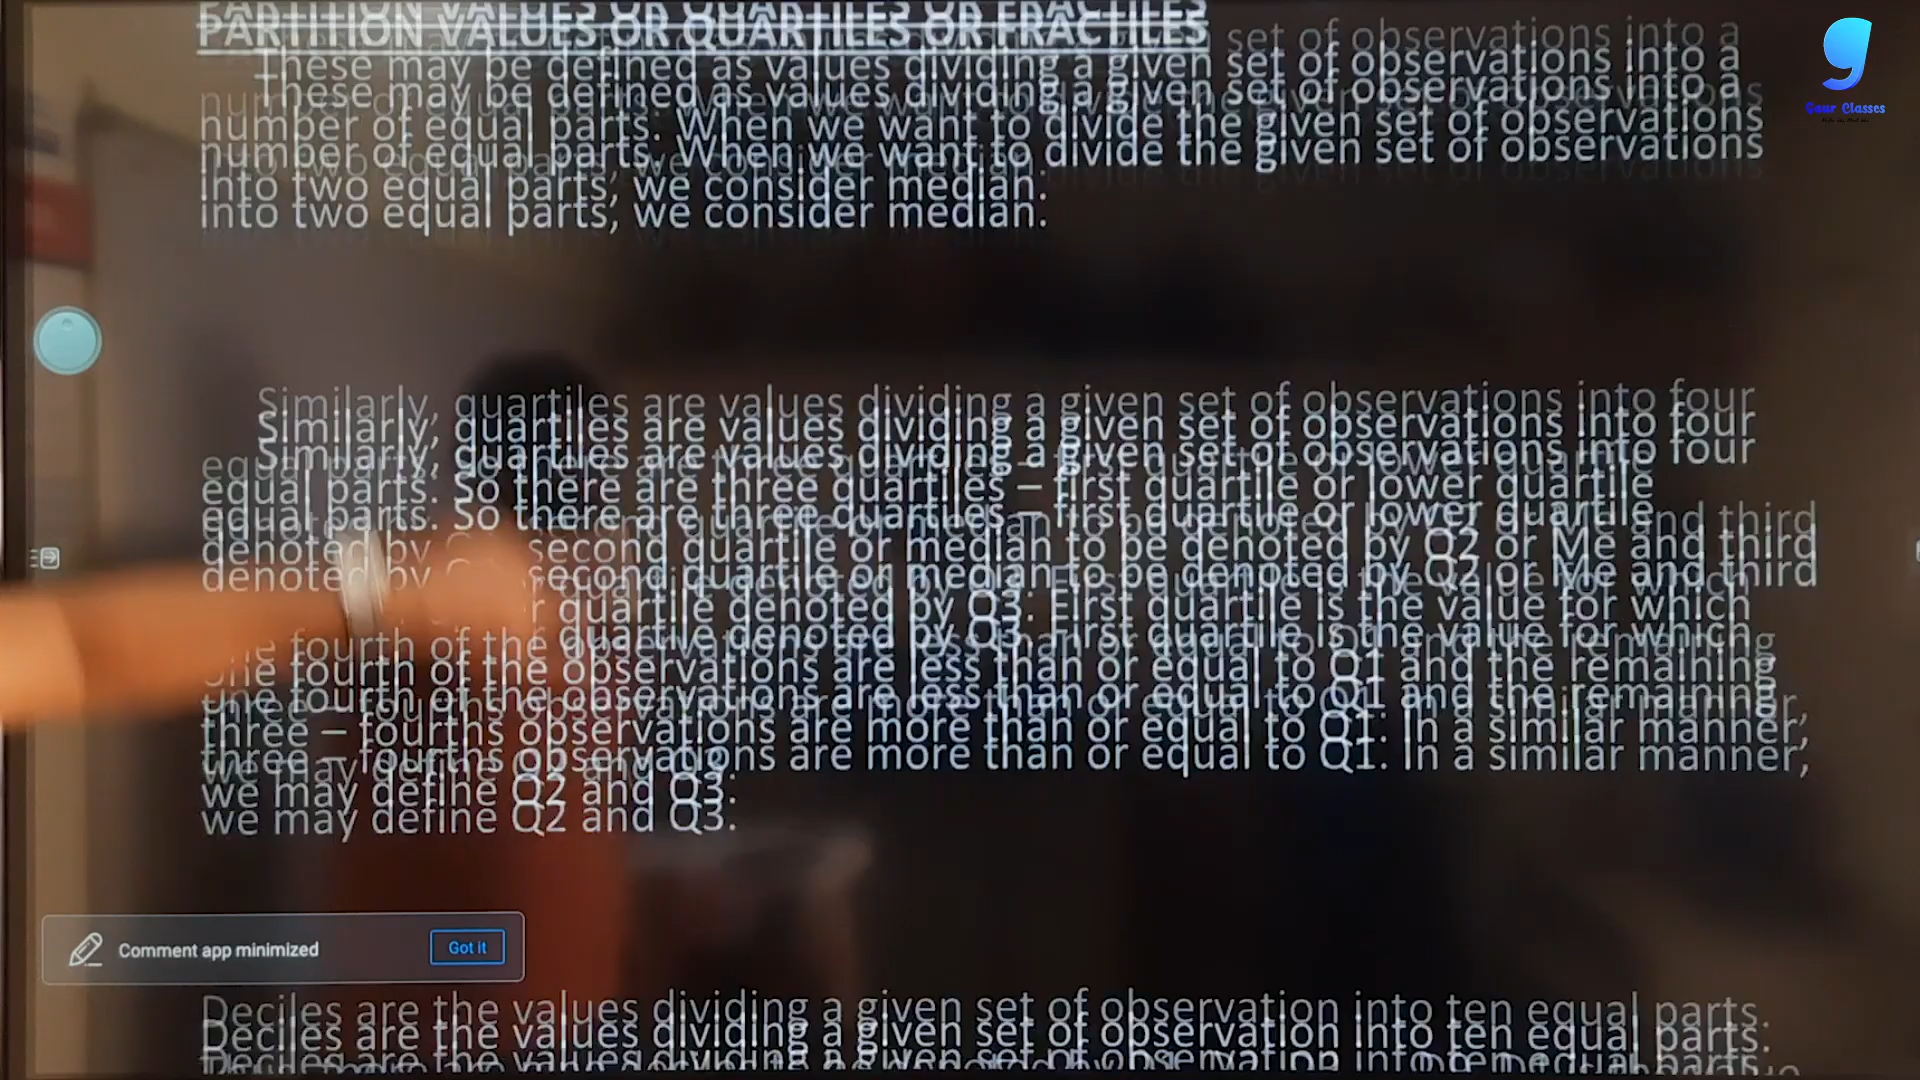 PARTITION VALUES OR QUARTILES OR FRACTILES
These may be defined as values dividing a given set of observations into a
number of equal parts. When we want to divide the given set of observations
into two equal parts, we consider median.
Similarly, quartiles are values dividing a given set of observations into four
equal parts. So there are three quartiles – first quartile or lower quartile
denoted by second quartile or median to be denoted by Q2 or Me and third
quartile denoted by Q3. First quartile is the value for which
one fourth of the observations are less than or equal to Q1 and the remaining
three – fourths observations are more than or equal to Q1. In a similar manner,
we may define Q2 and Q3.
Comment app minimized
Got it
Deciles are the values dividing a given set of observation into ten equal parts.
Gaur Classes